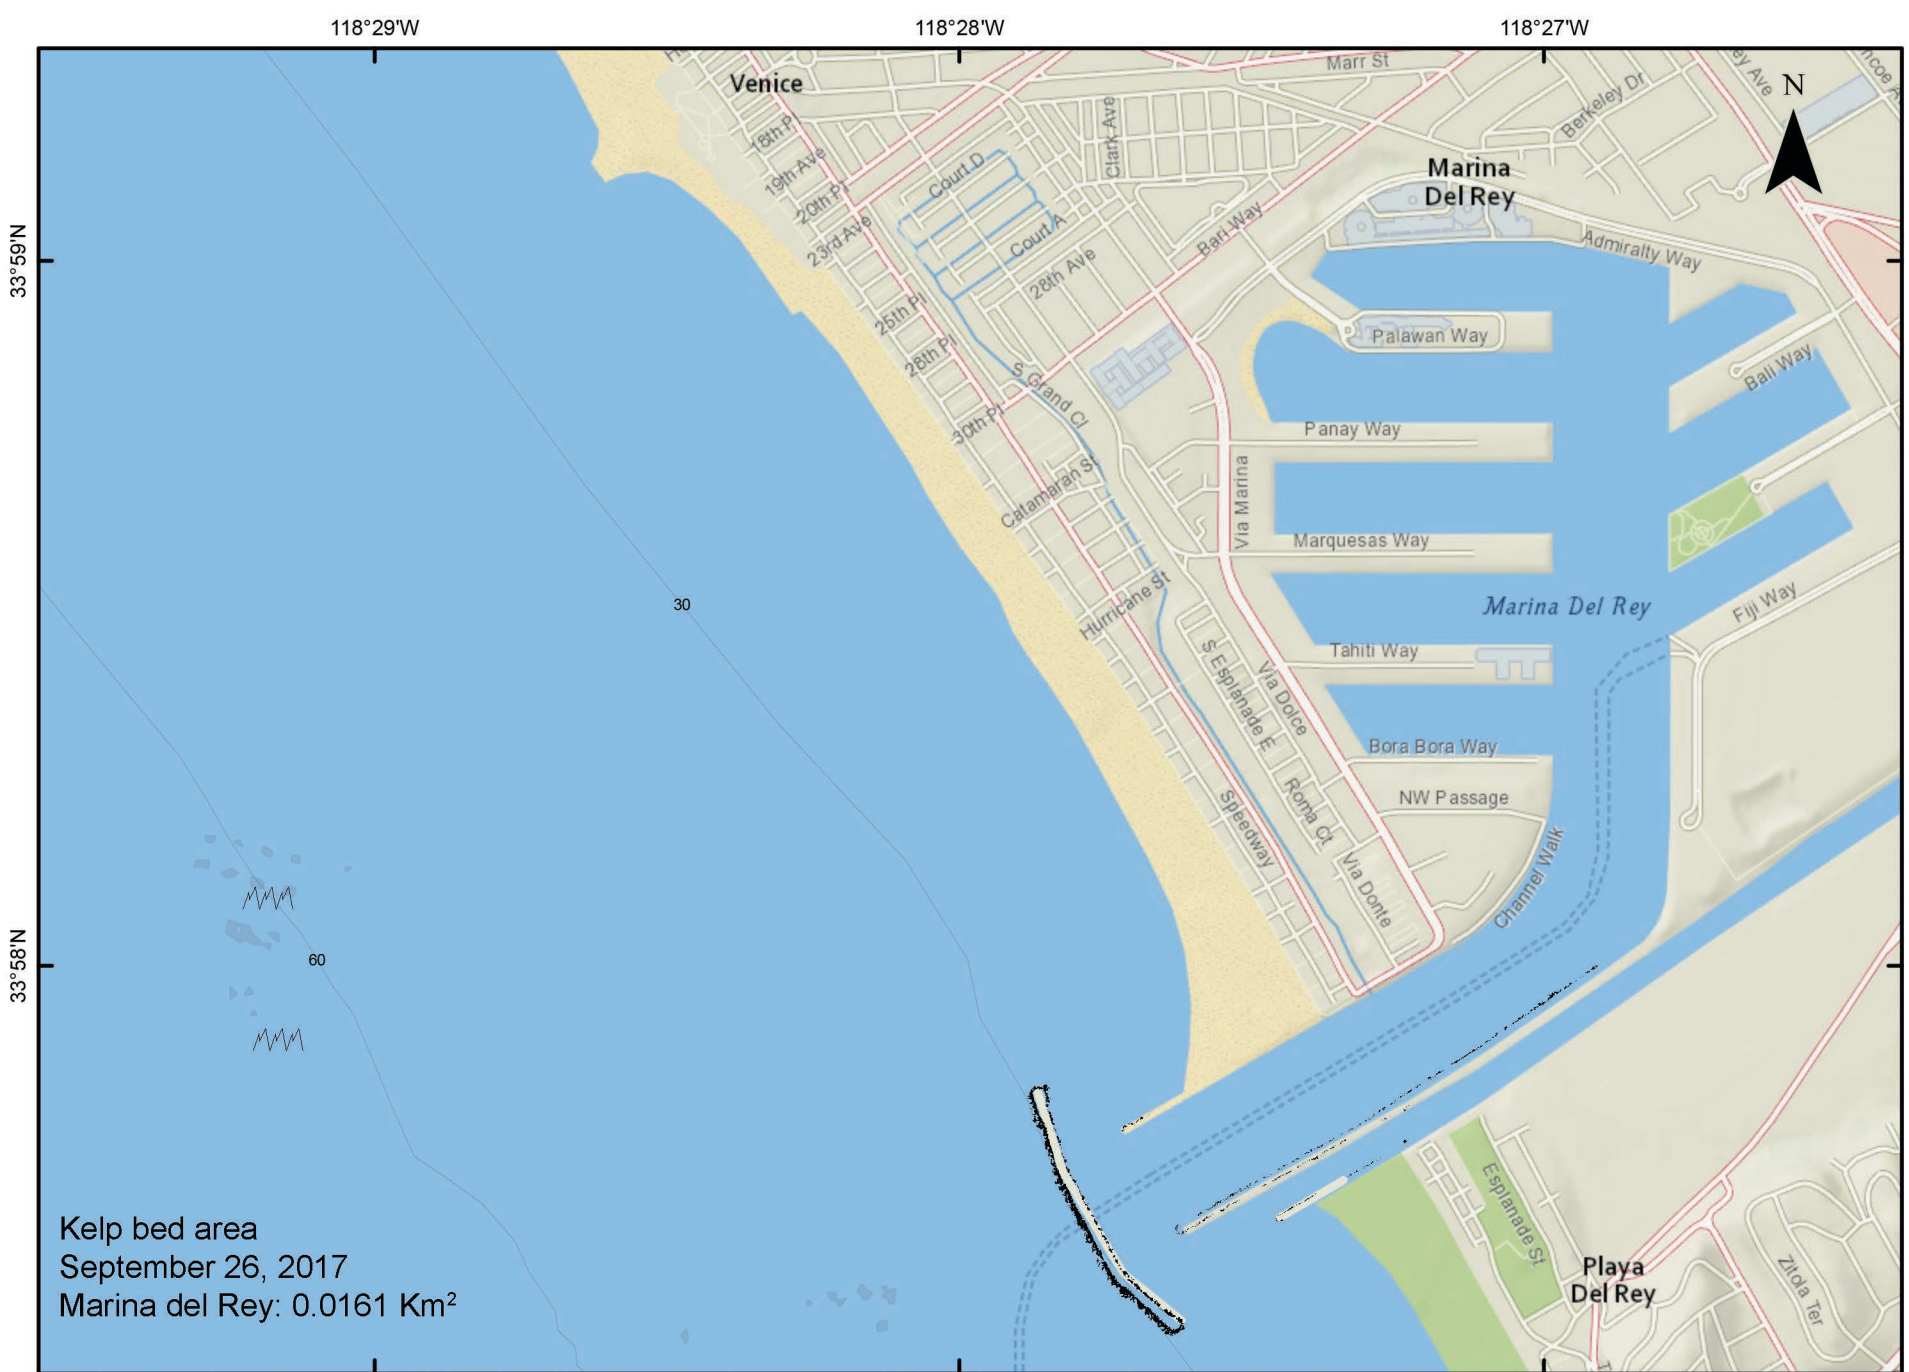 118°29'W
118°28'W
118°27'W
33°59'N
33°58'N
N
Venice
Marr St
Berkeley Dr
ey Ave
Clark Ave
18th Pl
19th Ave
20th Pl
23rd Ave
Court D
Court A
28th Ave
Bari Way
Marina
Del Rey
Admiralty Way
25th Pl
28th Pl
Palawan Way
Bali Way
S Grand Cl
30th Pl
Panay Way
Catamaran St
Via Marina
Marquesas Way
Hurricane St
Marina Del Rey
Fiji Way
30
Tahiti Way
S Esplanade E
Via Dolce
Bora Bora Way
NW Passage
Roma Ct
Speedway
Via Donte
Channel Walk
60
Esplanade St
Playa
Del Rey
Zitola Ter
Kelp bed area
September 26, 2017
Marina del Rey: 0.0161 Km²